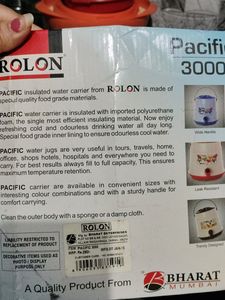 ROLON
Pacific
3000
PACIFIC insulated water carrier from ROLON is made of
special quality food grade materials.
PACIFIC water carrier is insulated with imported polyurethane
foam, the single most efficient insulating material. Now enjoy
refreshing cold and odourless drinking water all day long.
Special food grade inner lining to ensure odourless cool water.
PACIFIC water jugs are very useful in tours, travels, home,
offices, shops hotels, hospitals and everywhere you need to
carry. For best results always fill to full capacity, This ensures
maximum temperature retention.
PACIFIC carrier are available in convenient sizes with
interesting colour combinations and with a sturdy handle for
comfort carrying.
Clean the outer body with a sponge or a damp cloth.
Wide Handle
Leak Resistant
Trendy Designed
LIABILITY RESTRICTED TO
REPLACEMENT OF PRODUCT
DECORATIVE ITEMS USED AS
PHOTO / DISPLAY
PURPOSE ONLY
ROLON
BHARAT ENTERPRISES
A Quality Product From
BHARAT
MUMBAI